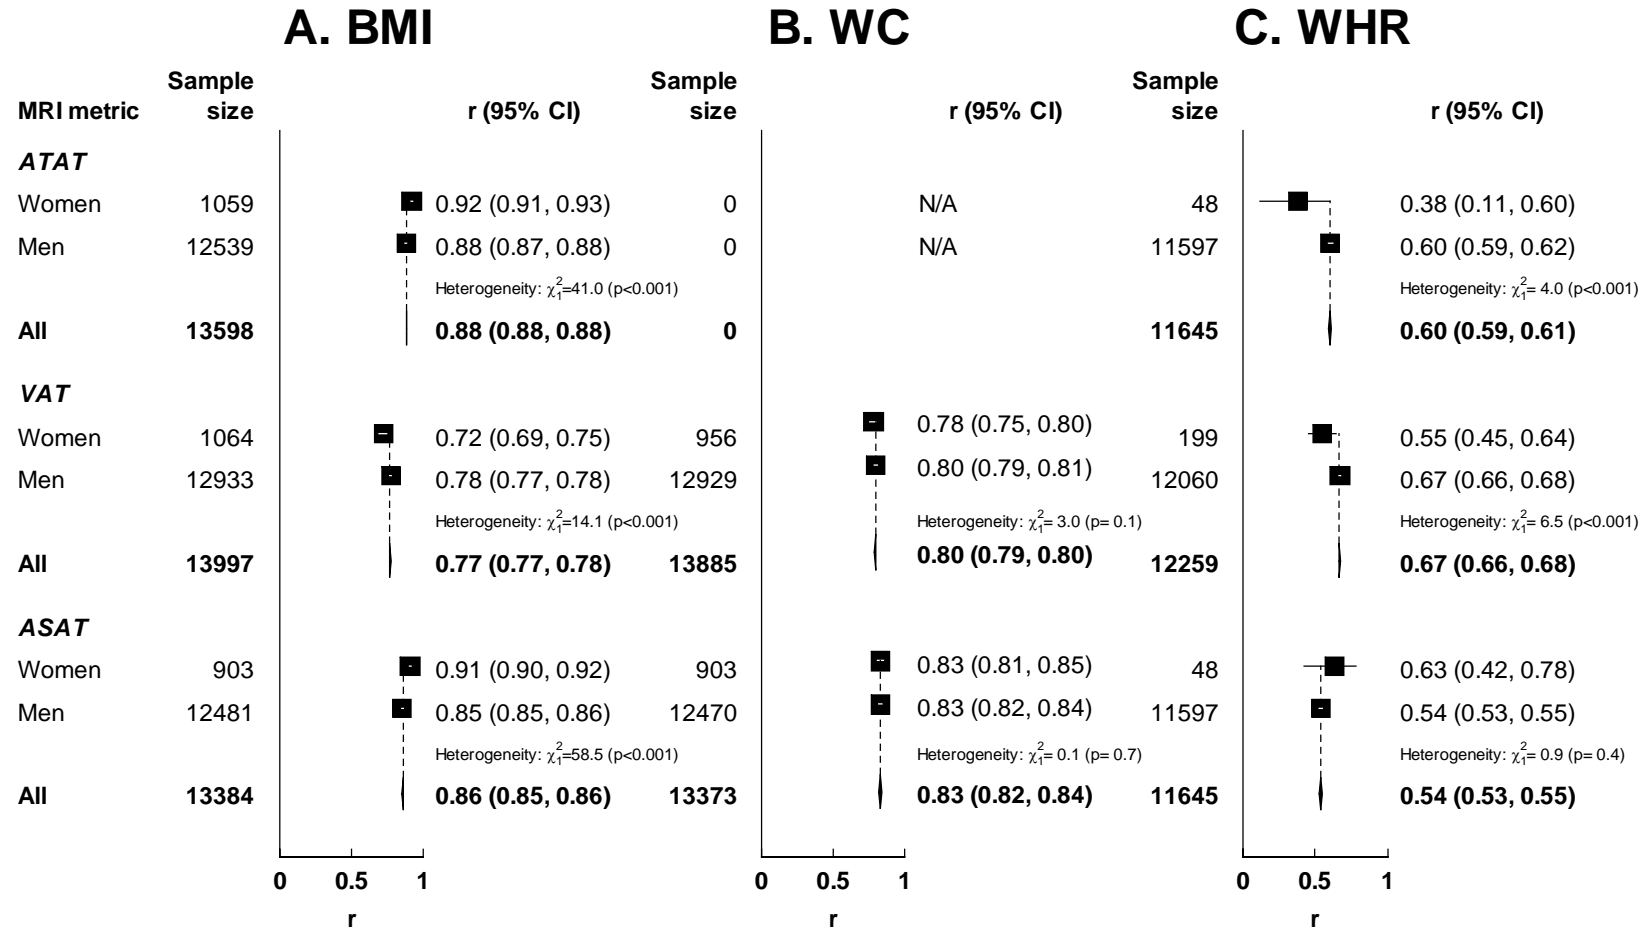 A. BMI B. WC C. WHR
Sample Sample Sample
MRI metric size r (95% CI) size r (95% CI) size r (95% CI)
ATAT
Women 1059 0.92 (0.91, 0.93) 0 N/A 48 0.38 (0.11, 0.60)
Men 12539 0.88 (0.87, 0.88) 0 N/A 11597 0.60 (0.59, 0.62)
Heterogeneity: χ²₁=41.0 (p<0.001) Heterogeneity: χ²₁= 4.0 (p<0.001)
All 13598 0.88 (0.88, 0.88) 0 11645 0.60 (0.59, 0.61)
VAT
Women 1064 0.72 (0.69, 0.75) 956 0.78 (0.75, 0.80) 199 0.55 (0.45, 0.64)
Men 12933 0.78 (0.77, 0.78) 12929 0.80 (0.79, 0.81) 12060 0.67 (0.66, 0.68)
Heterogeneity: χ²₁=14.1 (p<0.001) Heterogeneity: χ²₁= 3.0 (p= 0.1) Heterogeneity: χ²₁= 6.5 (p<0.001)
All 13997 0.77 (0.77, 0.78) 13885 0.80 (0.79, 0.80) 12259 0.67 (0.66, 0.68)
ASAT
Women 903 0.91 (0.90, 0.92) 903 0.83 (0.81, 0.85) 48 0.63 (0.42, 0.78)
Men 12481 0.85 (0.85, 0.86) 12470 0.83 (0.82, 0.84) 11597 0.54 (0.53, 0.55)
Heterogeneity: χ²₁=58.5 (p<0.001) Heterogeneity: χ²₁= 0.1 (p= 0.7) Heterogeneity: χ²₁= 0.9 (p= 0.4)
All 13384 0.86 (0.85, 0.86) 13373 0.83 (0.82, 0.84) 11645 0.54 (0.53, 0.55)
0 0.5 1 0 0.5 1 0 0.5 1
r r r